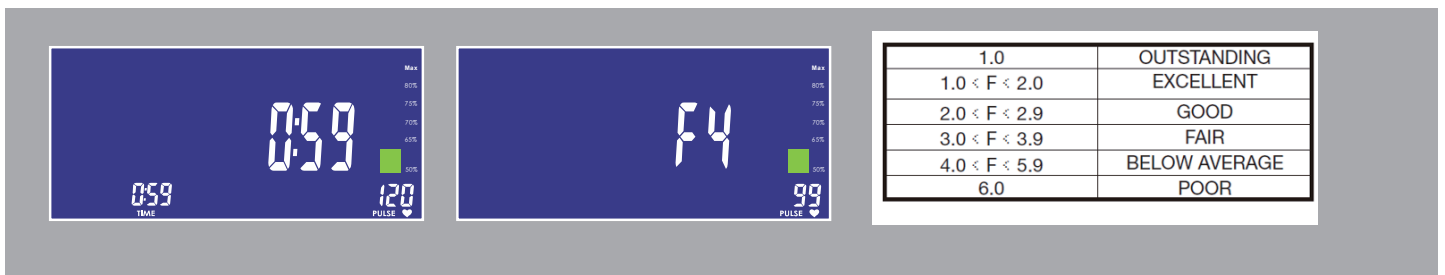 Max
80%
75%
70%
65%
50%
0:59
0:59
TIME
120
PULSE
Max
80%
75%
70%
65%
50%
F4
99
PULSE
1.0 OUTSTANDING
1.0 < F < 2.0 EXCELLENT
2.0 < F < 2.9 GOOD
3.0 < F < 3.9 FAIR
4.0 < F < 5.9 BELOW AVERAGE
6.0 POOR